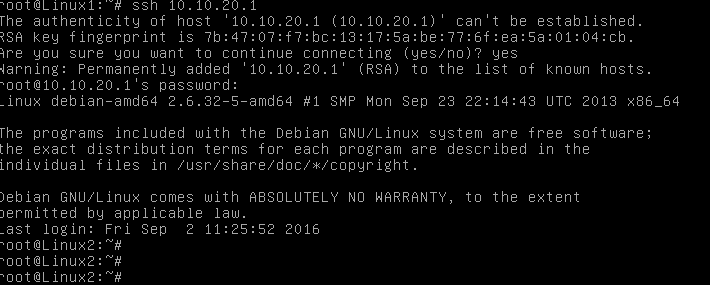 root@Linux1:~# ssh 10.10.20.1
The authenticity of host '10.10.20.1 (10.10.20.1)' can't be established.
RSA key fingerprint is 7b:47:07:f7:bc:13:17:5a:be:77:6f:ea:5a:01:04:cb.
Are you sure you want to continue connecting (yes/no)? yes
Warning: Permanently added '10.10.20.1' (RSA) to the list of known hosts.
root@10.10.20.1's password:
Linux debian-amd64 2.6.32-5-amd64 #1 SMP Mon Sep 23 22:14:43 UTC 2013 x86_64
The programs included with the Debian GNU/Linux system are free software;
the exact distribution terms for each program are described in the
individual files in /usr/share/doc/*/copyright.
Debian GNU/Linux comes with ABSOLUTELY NO WARRANTY, to the extent
permitted by applicable law.
Last login: Fri Sep  2 11:25:52 2016
root@Linux2:~#
root@Linux2:~#
root@Linux2:~#